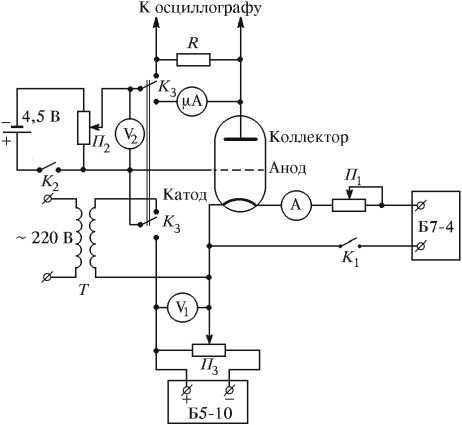 К осциллографу
R
K₃
μA
4,5 В
−
+
П₂
V₂
Коллектор
Анод
K₂
Катод
П₁
A
Б7-4
~ 220 В
K₃
K₁
T
V₁
П₃
+
−
Б5-10